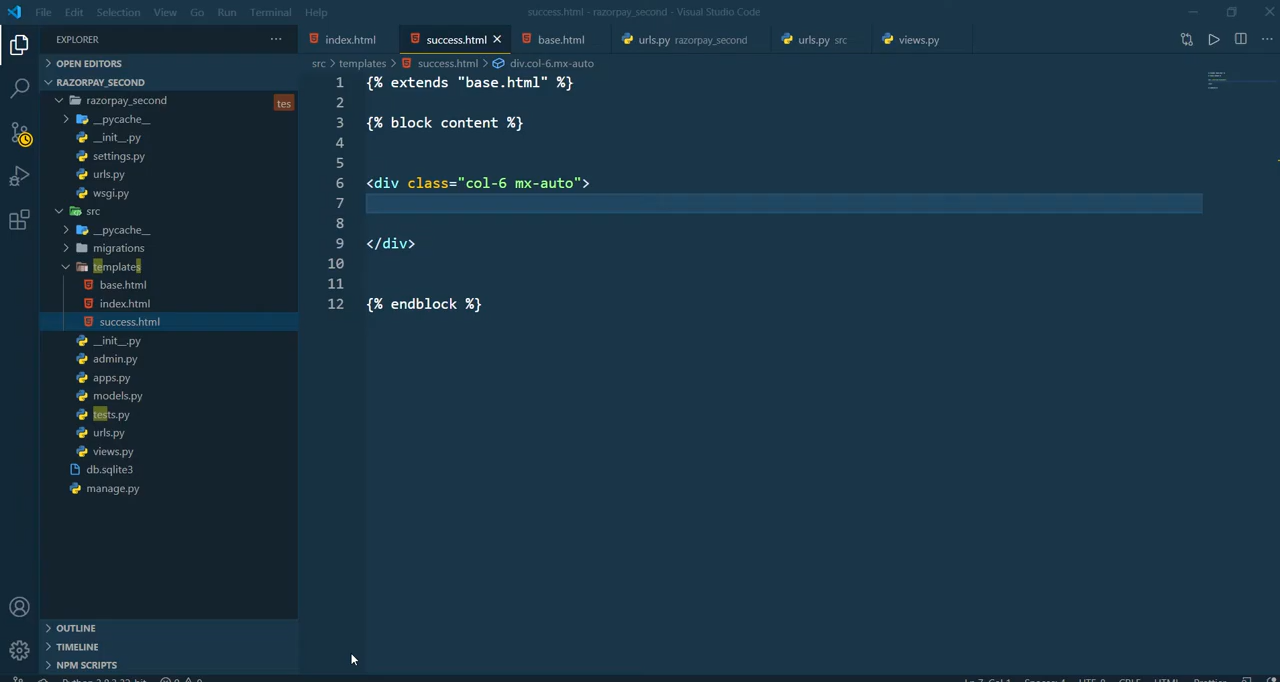 File Edit Selection View Go Run Terminal Help
success.html - razorpay_second - Visual Studio Code
EXPLORER
OPEN EDITORS
RAZORPAY_SECOND
razorpay_second
tes
__pycache__
__init__.py
settings.py
urls.py
wsgi.py
src
__pycache__
migrations
templates
base.html
index.html
success.html
__init__.py
admin.py
apps.py
models.py
tests.py
urls.py
views.py
db.sqlite3
manage.py
OUTLINE
TIMELINE
NPM SCRIPTS
index.html success.html base.html urls.py razorpay_second urls.py src views.py
src templates success.html div.col-6.mx-auto
1 {% extends "base.html" %}
2
3 {% block content %}
4
5
6 <div class="col-6 mx-auto">
7
8
9 </div>
10
11
12 {% endblock %}